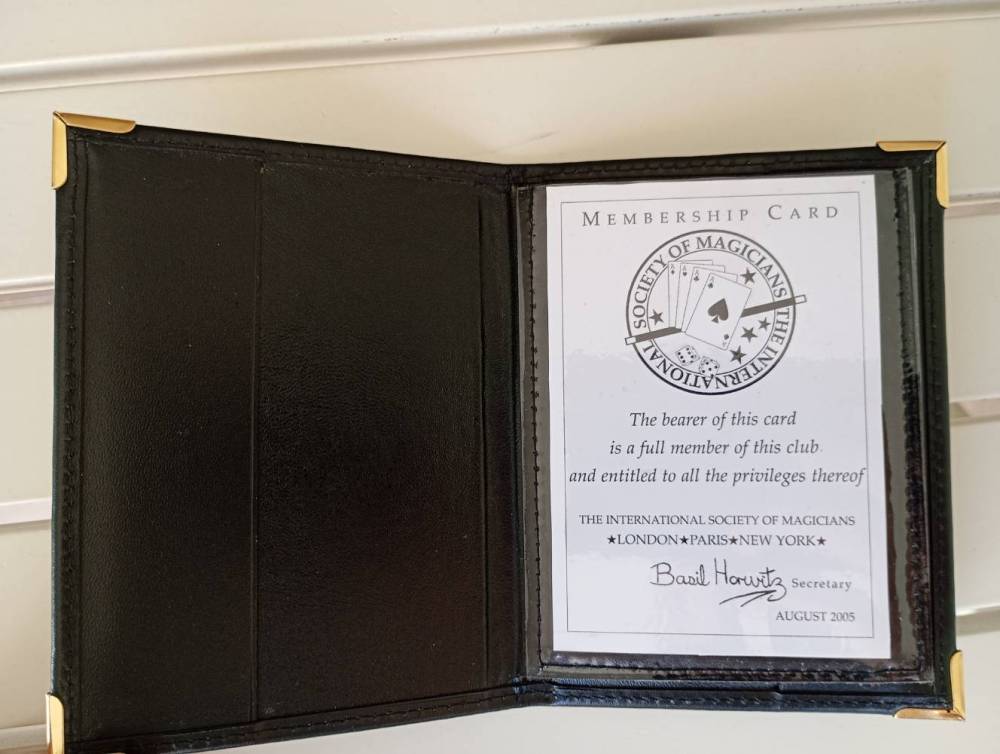 MEMBERSHIP CARD
SOCIETY OF MAGICIANS THE INTERNATIONAL
A A A A
The bearer of this card
is a full member of this club.
and entitled to all the privileges thereof
THE INTERNATIONAL SOCIETY OF MAGICIANS
★LONDON★PARIS★NEW YORK★
Basil Horwitz Secretary
AUGUST 2005